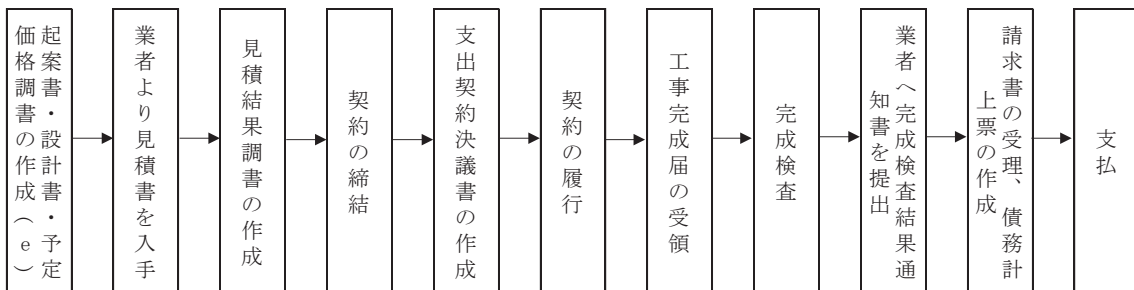 起案書・設計書・予定
価格調書の作成(e)
業者より見積書を入手
見積結果調書の作成
契約の締結
支出契約決議書の作成
契約の履行
工事完成届の受領
完成検査
業者へ完成検査結果通
知書を提出
請求書の受理、債務計
上票の作成
支払